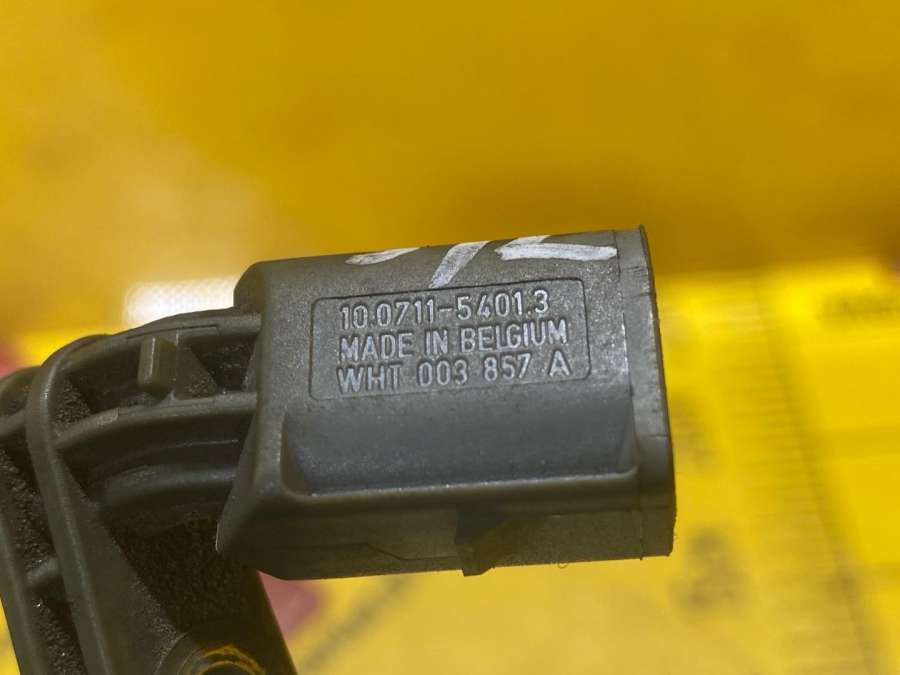 10.0711-5401.3
MADE IN BELGIUM
WHT 003 857 A